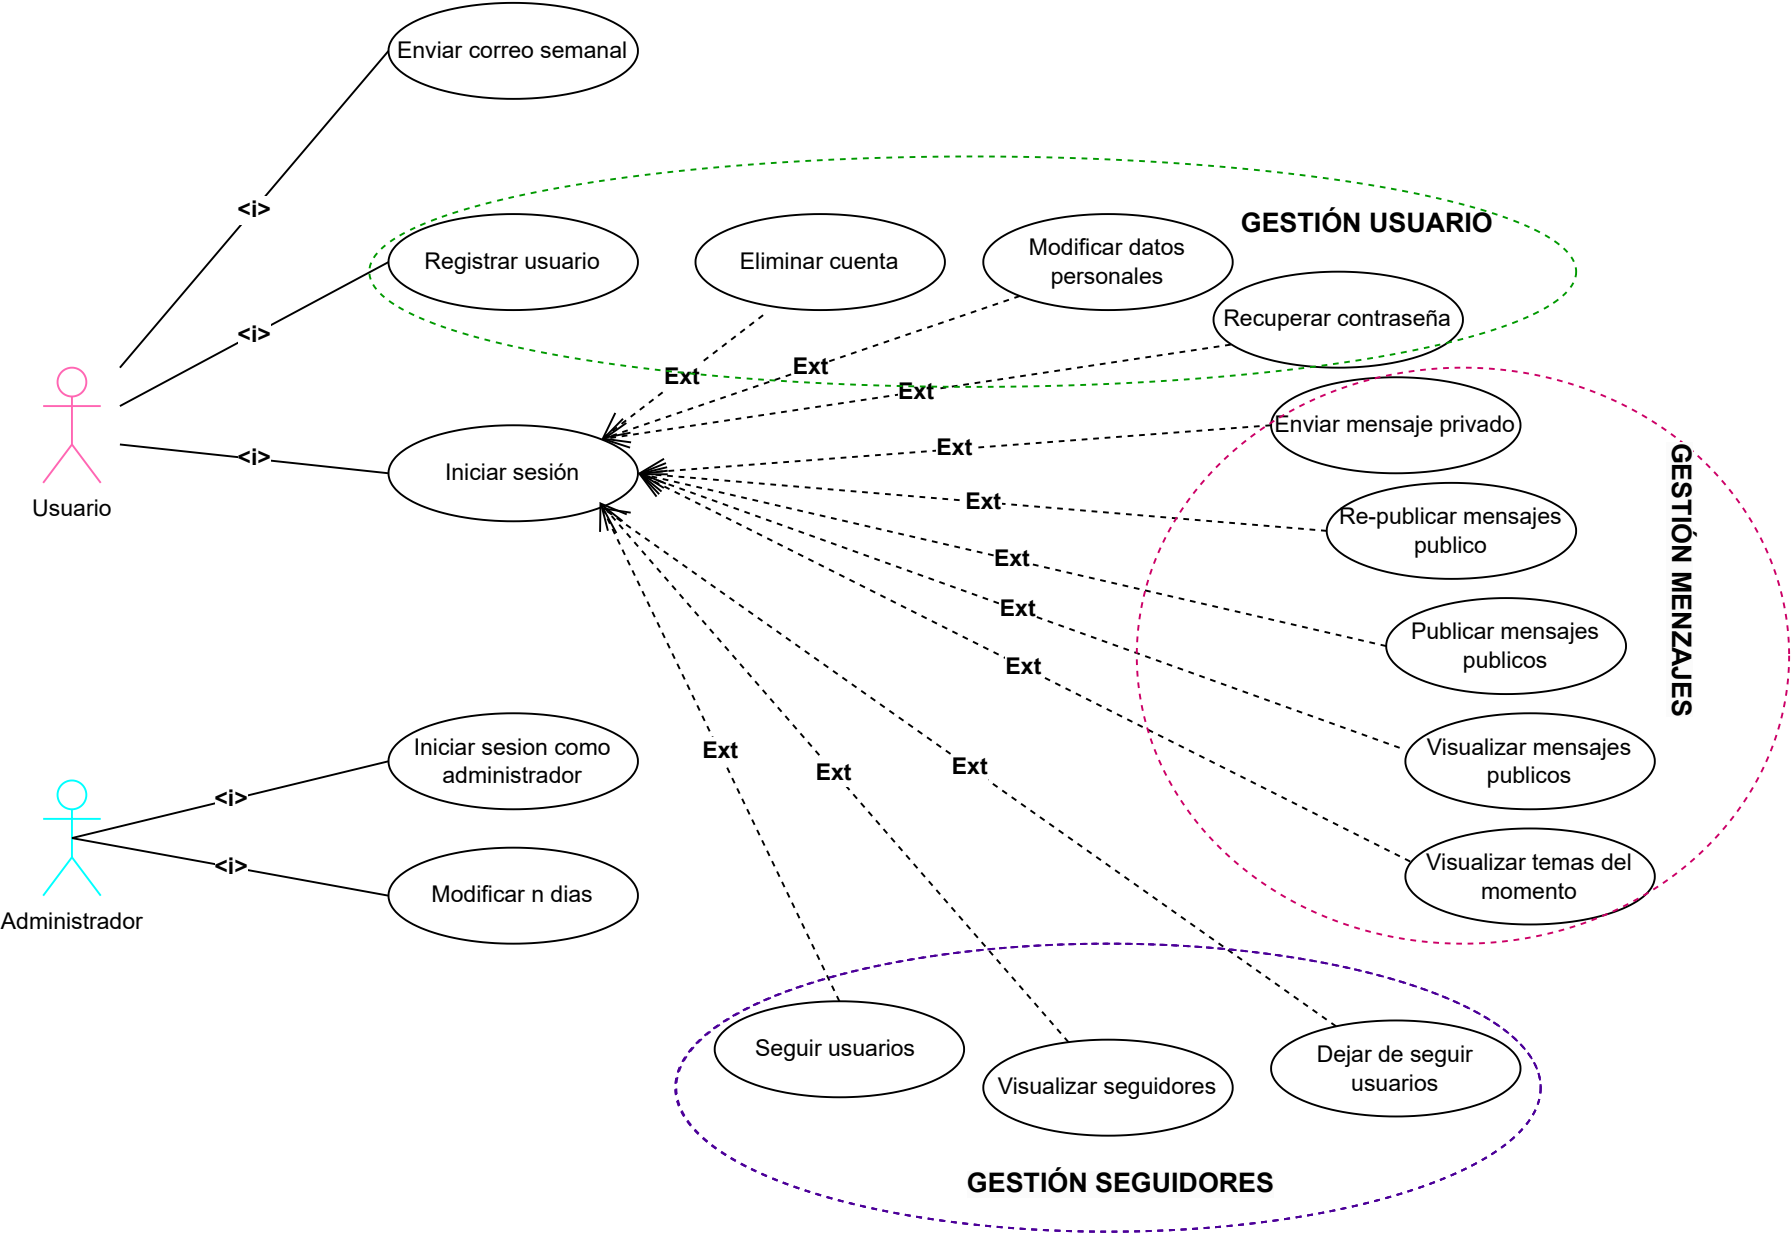 Enviar correo semanal
<i>
GESTIÓN USUARIO
Registrar usuario
Eliminar cuenta
Modificar datos
personales
Recuperar contraseña
<i>
Ext
Ext
Ext
Usuario
<i>
Iniciar sesión
Ext
Enviar mensaje privado
Ext
Re-publicar mensajes
publico
Ext
Publicar mensajes
publicos
Ext
Visualizar mensajes
publicos
Ext
Visualizar temas del
momento
GESTIÓN MENZAJES
Iniciar sesion como
administrador
<i>
<i>
Modificar n dias
Administrador
Ext
Ext
Ext
Seguir usuarios
Visualizar seguidores
Dejar de seguir
usuarios
GESTIÓN SEGUIDORES